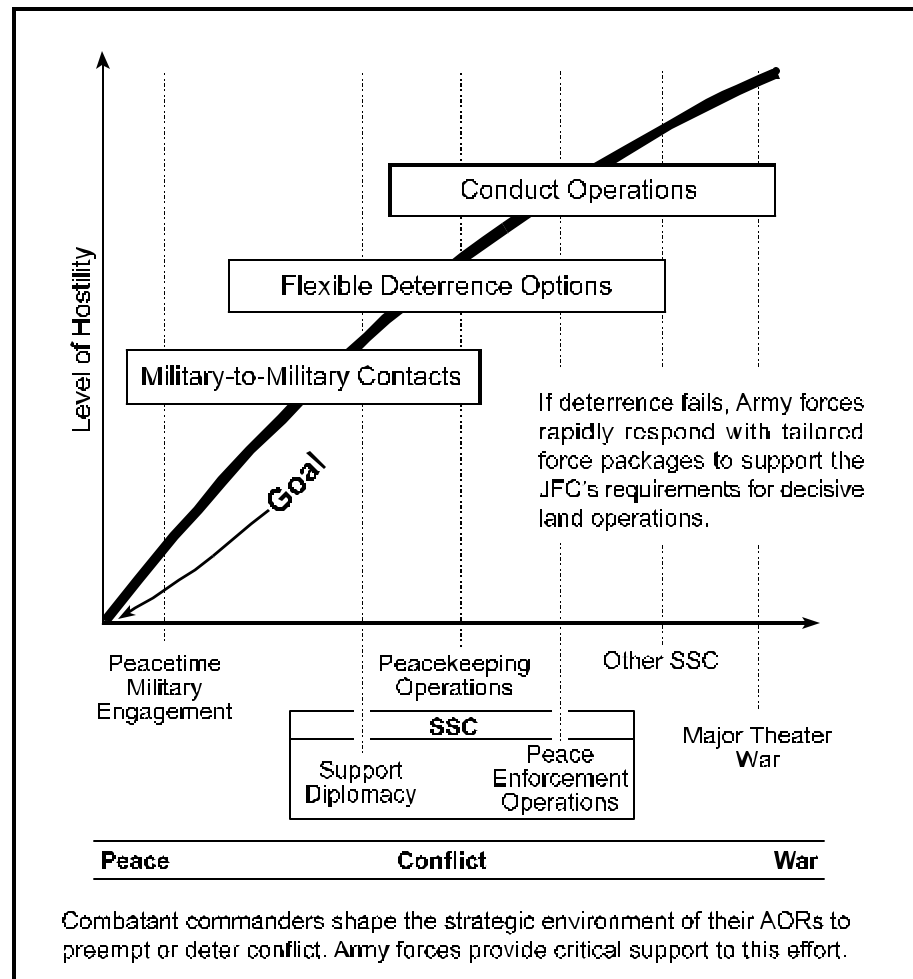 Level of Hostility
Conduct Operations
Flexible Deterrence Options
Military-to-Military Contacts
If deterrence fails, Army forces
rapidly respond with tailored
force packages to support the
JFC's requirements for decisive
land operations.
Goal
Peacetime
Military
Engagement
Peacekeeping
Operations
Other SSC
SSC
Support
Diplomacy
Peace
Enforcement
Operations
Major Theater
War
Peace Conflict War
Combatant commanders shape the strategic environment of their AORs to
preempt or deter conflict. Army forces provide critical support to this effort.